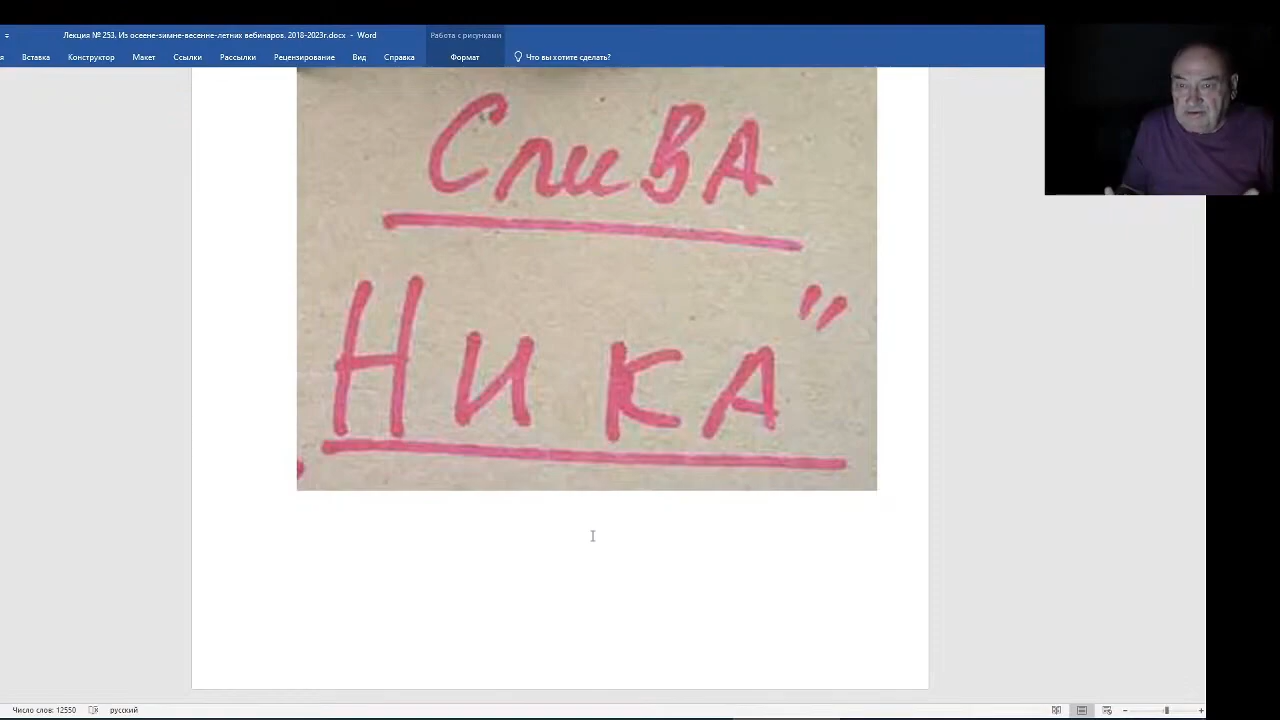 Лекция № 253. Из осеене-зимне-весенне-летних вебинаров. 2018-2023г.docx - Word
Работа с рисунками
Вставка Конструктор Макет Ссылки Рассылки Рецензирование Вид Справка Формат Что вы хотите сделать?
СлиВА
НикА"
Число слов: 12550 русский